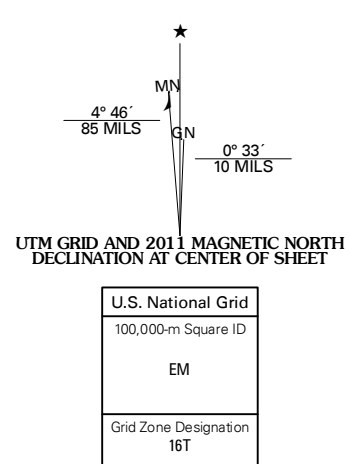 ★
MN
4° 46´
85 MILS
GN
0° 33´
10 MILS
UTM GRID AND 2011 MAGNETIC NORTH
DECLINATION AT CENTER OF SHEET
U.S. National Grid
100,000-m Square ID
EM
Grid Zone Designation
16T